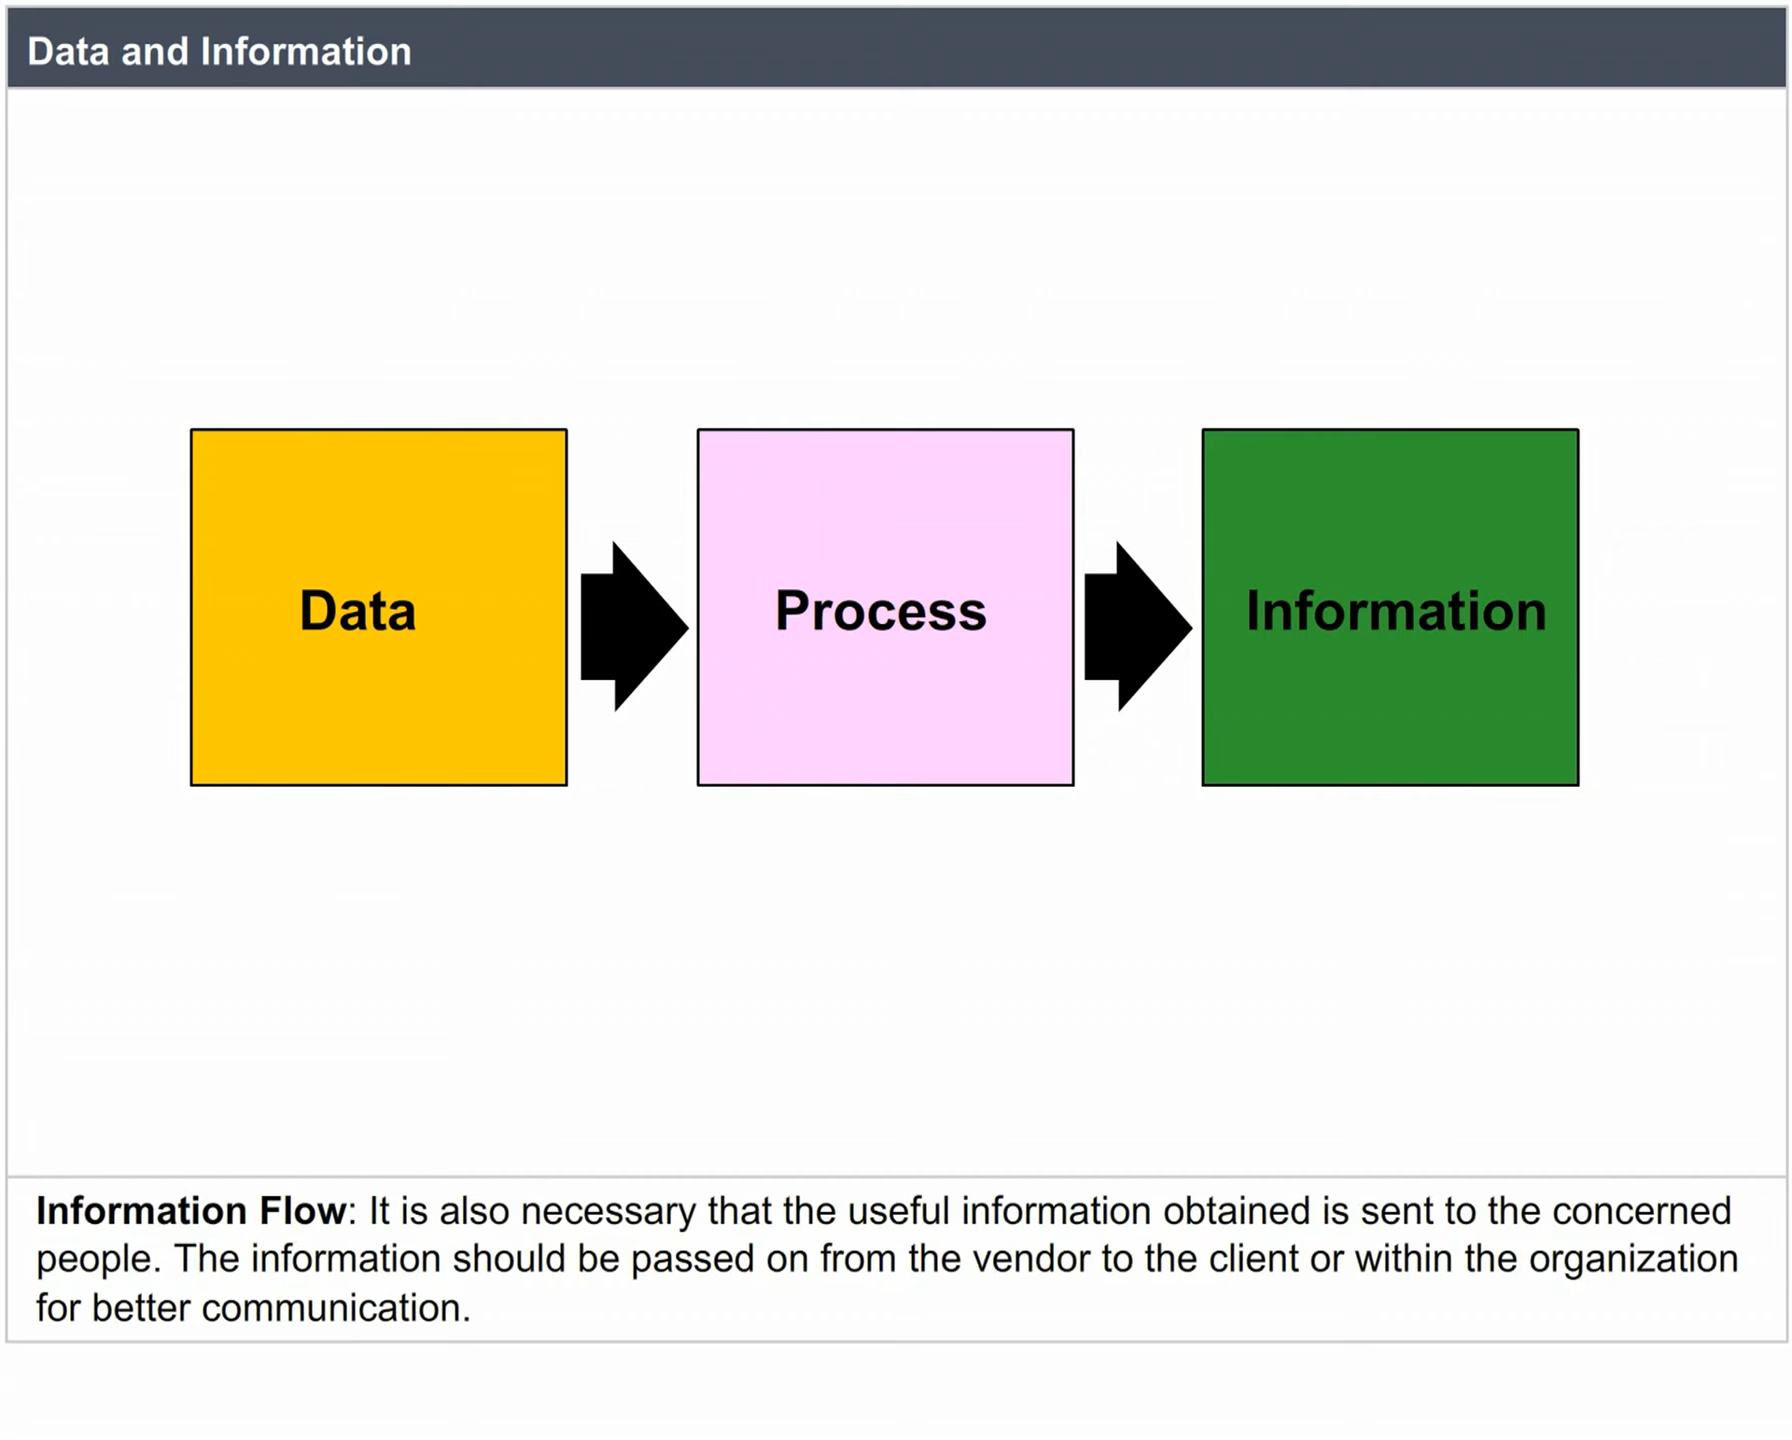 Data and Information
Data
Process
Information
Information Flow: It is also necessary that the useful information obtained is sent to the concerned
people. The information should be passed on from the vendor to the client or within the organization
for better communication.